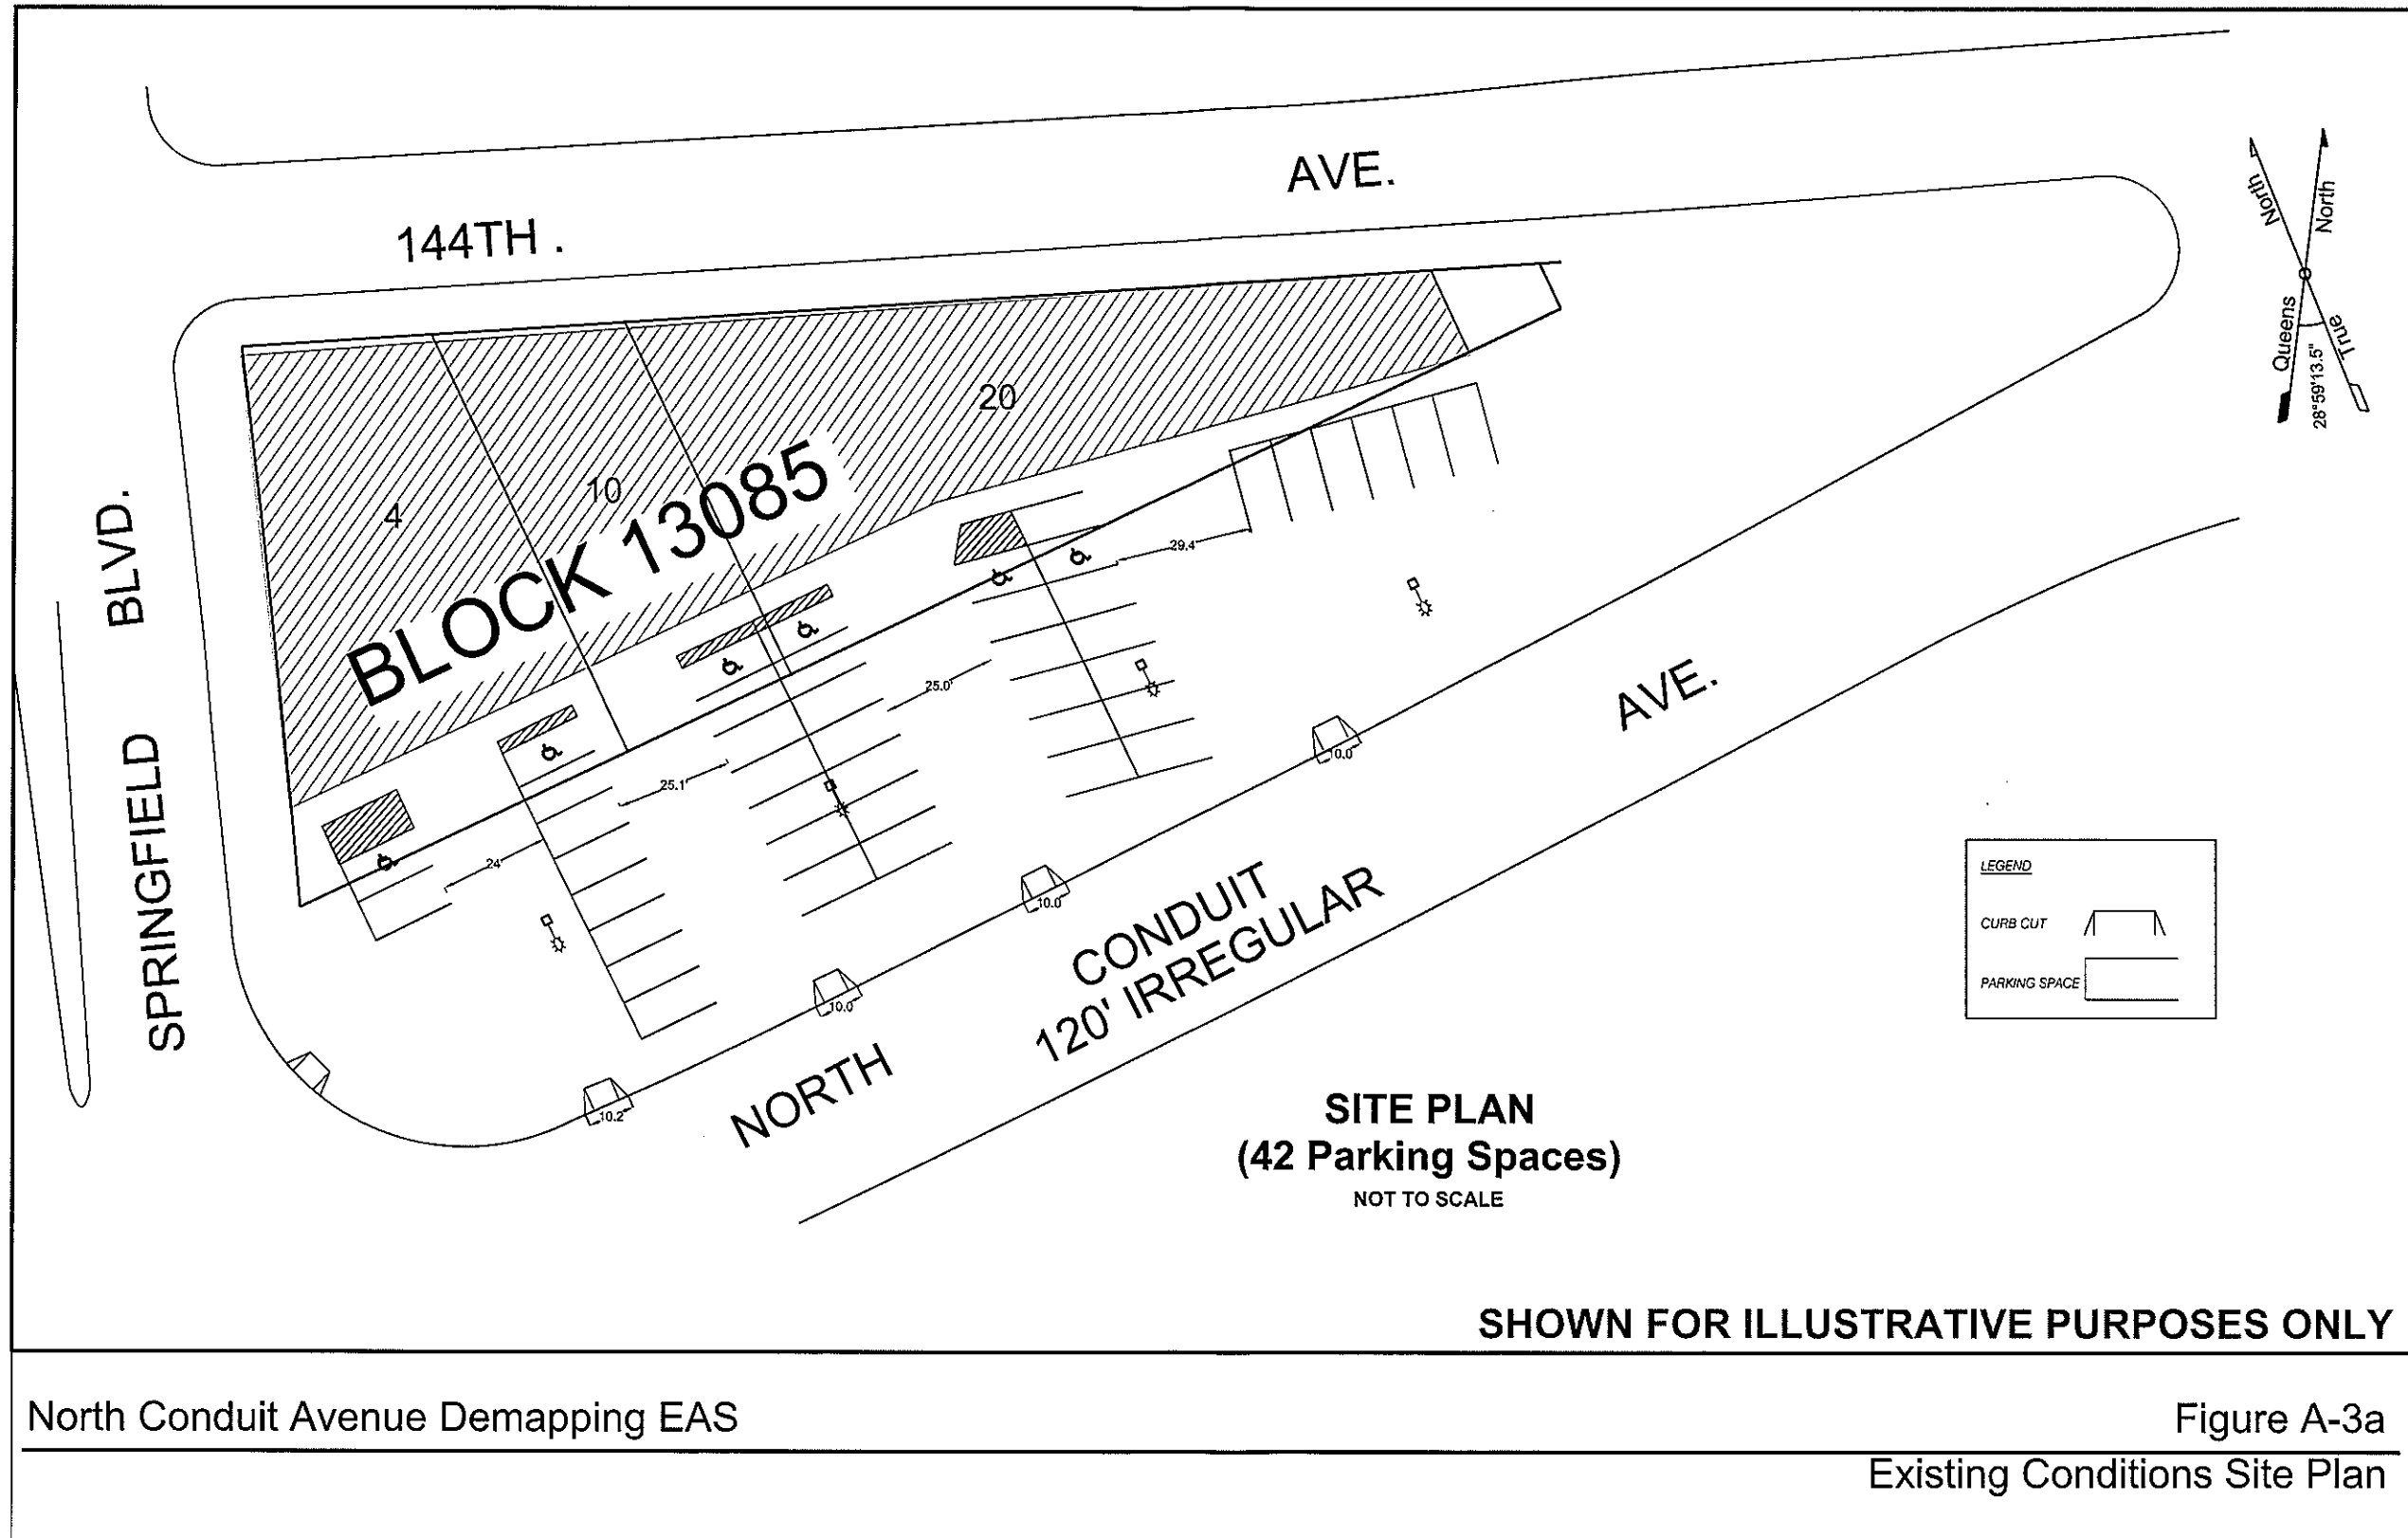 144TH .
AVE.
North
North
Queens
True
28°59'13.5"
20
10
4
BLOCK 13085
BLVD.
SPRINGFIELD
29.4
25.0'
25.1'
24'
10.0
10.0
10.0
10.2
AVE.
CONDUIT
120' IRREGULAR
NORTH
LEGEND
CURB CUT
PARKING SPACE
SITE PLAN
(42 Parking Spaces)
NOT TO SCALE
SHOWN FOR ILLUSTRATIVE PURPOSES ONLY
North Conduit Avenue Demapping EAS
Figure A-3a
Existing Conditions Site Plan